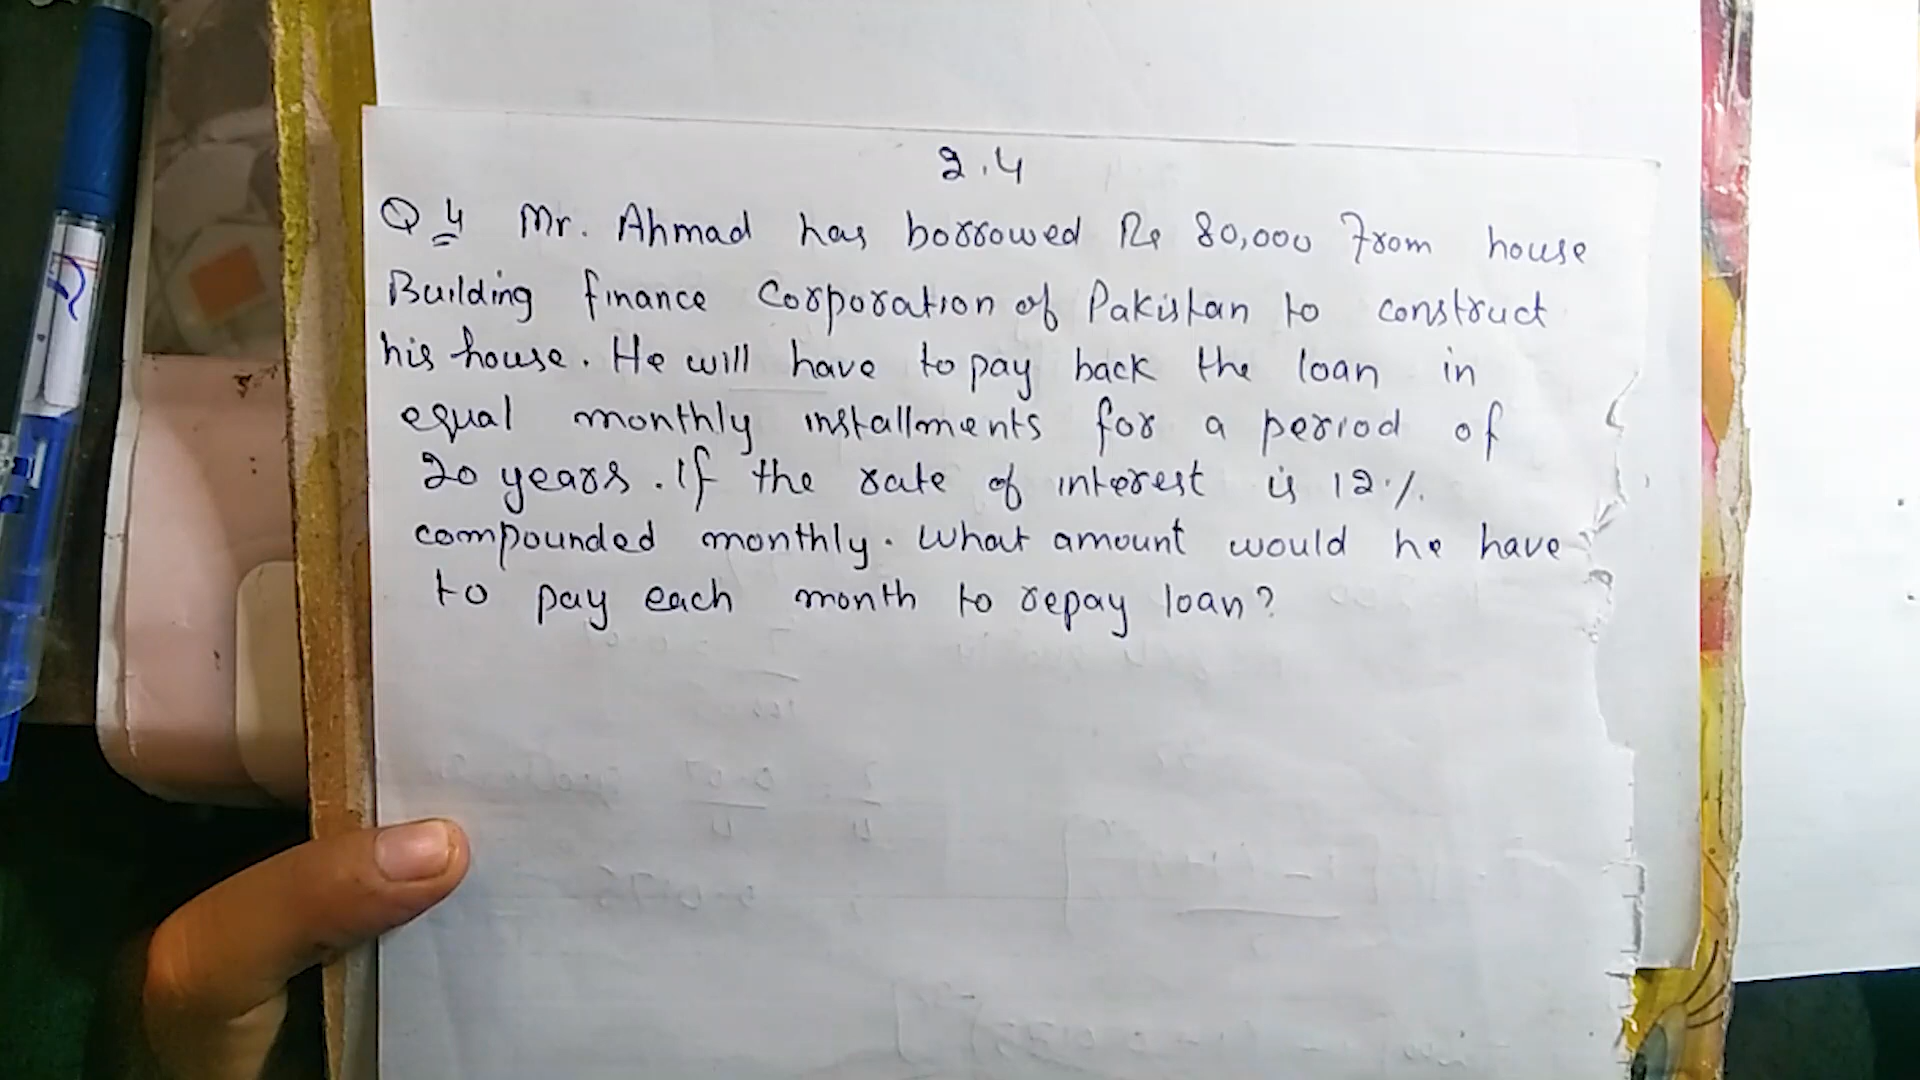 2.4
Q 4 Mr. Ahmad has borrowed Rs 80,000 from house
Building finance Corporation of Pakistan to construct
his house. He will have to pay back the loan in
equal monthly installments for a period of
20 years. If the rate of interest is 12%
compounded monthly. What amount would he have
to pay each month to repay loan?